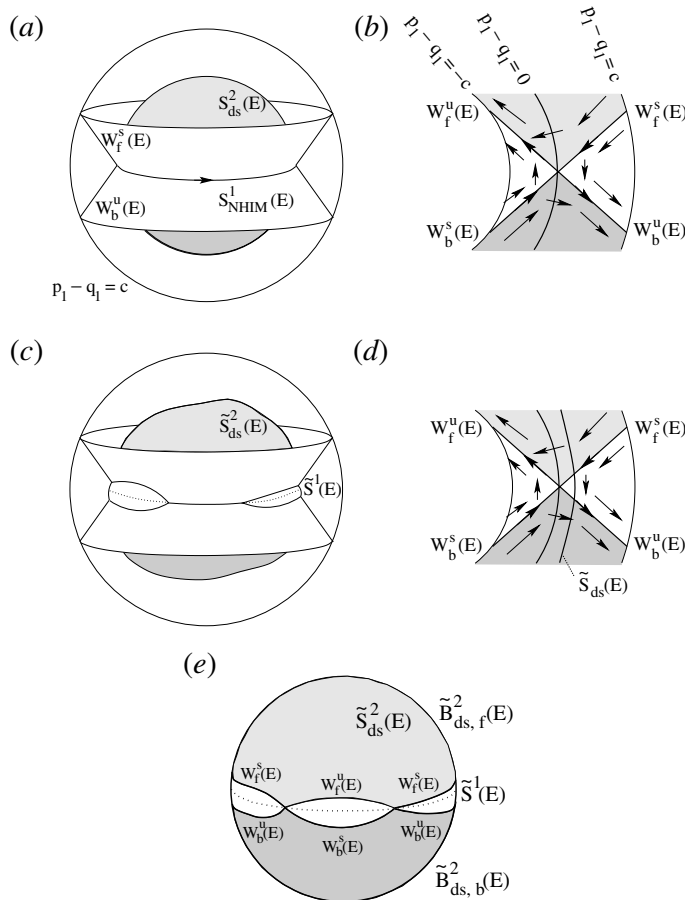 (a)
S²ds(E)
Wˢf(E)
S¹NHIM(E)
Wᵘb(E)
p₁ – q₁ = c
(b)
p₁ – q₁ = –c
p₁ – q₁ = 0
p₁ – q₁ = c
Wᵘf(E)
Wˢf(E)
Wˢb(E)
Wᵘb(E)
(c)
S̃²ds(E)
S̃¹(E)
(d)
Wᵘf(E)
Wˢf(E)
Wˢb(E)
Wᵘb(E)
S̃ds(E)
(e)
S̃²ds(E)
B̃²ds, f(E)
Wˢf(E)
Wᵘf(E)
Wˢf(E)
S̃¹(E)
Wᵘb(E)
Wˢb(E)
Wᵘb(E)
B̃²ds, b(E)